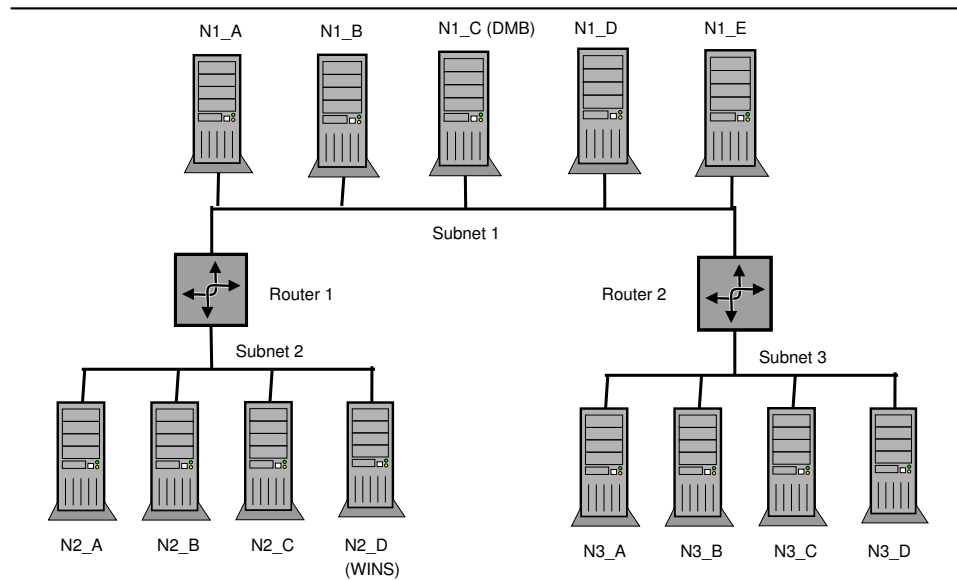 N1_A
N1_B
N1_C (DMB)
N1_D
N1_E
Subnet 1
Router 1
Router 2
Subnet 2
Subnet 3
N2_A
N2_B
N2_C
N2_D
(WINS)
N3_A
N3_B
N3_C
N3_D